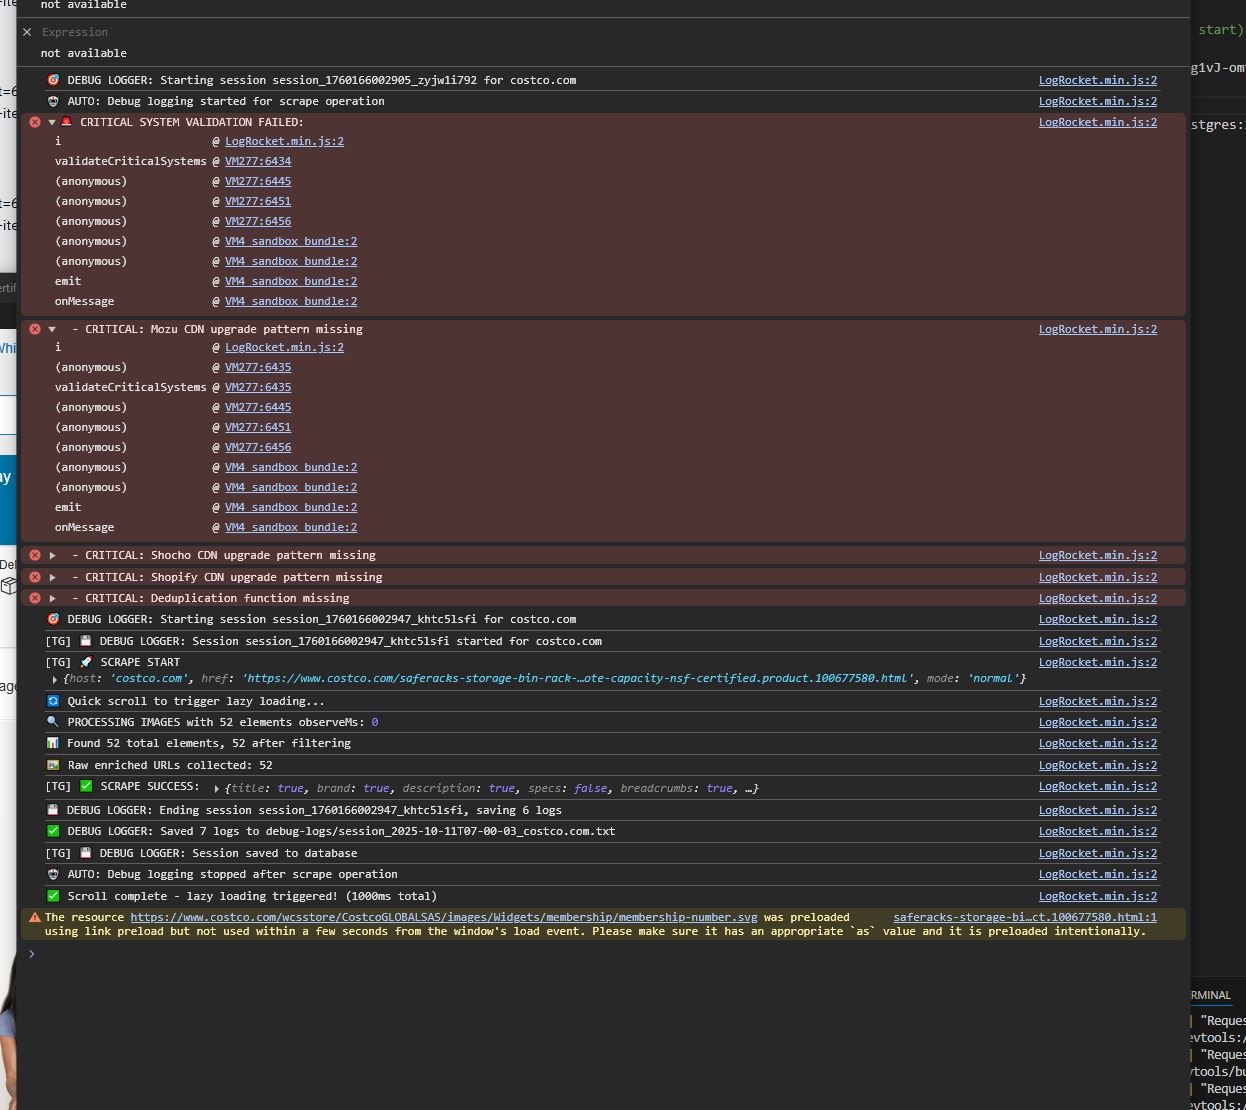 not available
Expression
not available
DEBUG LOGGER: Starting session session_1760166002905_zyjw1i792 for costco.com LogRocket.min.js:2
AUTO: Debug logging started for scrape operation LogRocket.min.js:2
CRITICAL SYSTEM VALIDATION FAILED: LogRocket.min.js:2
i @ LogRocket.min.js:2
validateCriticalSystems @ VM277:6434
(anonymous) @ VM277:6445
(anonymous) @ VM277:6451
(anonymous) @ VM277:6456
(anonymous) @ VM4 sandbox bundle:2
(anonymous) @ VM4 sandbox bundle:2
emit @ VM4 sandbox bundle:2
onMessage @ VM4 sandbox bundle:2
- CRITICAL: Mozu CDN upgrade pattern missing LogRocket.min.js:2
i @ LogRocket.min.js:2
(anonymous) @ VM277:6435
validateCriticalSystems @ VM277:6435
(anonymous) @ VM277:6445
(anonymous) @ VM277:6451
(anonymous) @ VM277:6456
(anonymous) @ VM4 sandbox bundle:2
(anonymous) @ VM4 sandbox bundle:2
emit @ VM4 sandbox bundle:2
onMessage @ VM4 sandbox bundle:2
- CRITICAL: Shocho CDN upgrade pattern missing LogRocket.min.js:2
- CRITICAL: Shopify CDN upgrade pattern missing LogRocket.min.js:2
- CRITICAL: Deduplication function missing LogRocket.min.js:2
DEBUG LOGGER: Starting session session_1760166002947_khtc5lsfi for costco.com LogRocket.min.js:2
[TG] DEBUG LOGGER: Session session_1760166002947_khtc5lsfi started for costco.com LogRocket.min.js:2
[TG] SCRAPE START LogRocket.min.js:2
{host: 'costco.com', href: 'https://www.costco.com/saferacks-storage-bin-rack-…ote-capacity-nsf-certified.product.100677580.html', mode: 'normal'}
Quick scroll to trigger lazy loading... LogRocket.min.js:2
PROCESSING IMAGES with 52 elements observeMs: 0 LogRocket.min.js:2
Found 52 total elements, 52 after filtering LogRocket.min.js:2
Raw enriched URLs collected: 52 LogRocket.min.js:2
[TG] SCRAPE SUCCESS: {title: true, brand: true, description: true, specs: false, breadcrumbs: true, …} LogRocket.min.js:2
DEBUG LOGGER: Ending session session_1760166002947_khtc5lsfi, saving 6 logs LogRocket.min.js:2
DEBUG LOGGER: Saved 7 logs to debug-logs/session_2025-10-11T07-00-03_costco.com.txt LogRocket.min.js:2
[TG] DEBUG LOGGER: Session saved to database LogRocket.min.js:2
AUTO: Debug logging stopped after scrape operation LogRocket.min.js:2
Scroll complete - lazy loading triggered! (1000ms total) LogRocket.min.js:2
The resource https://www.costco.com/wcsstore/CostcoGLOBALSAS/images/Widgets/membership/membership-number.svg was preloaded saferacks-storage-bi…ct.100677580.html:1
using link preload but not used within a few seconds from the window's load event. Please make sure it has an appropriate `as` value and it is preloaded intentionally.
start)
g1vJ-om
stgres:
RMINAL
"Reques
evtools:/
"Reques
/tools/bu
"Reques
evtools:/
t=6
-ite
t=6
-ite
ertif
Whi
ay
Del
age